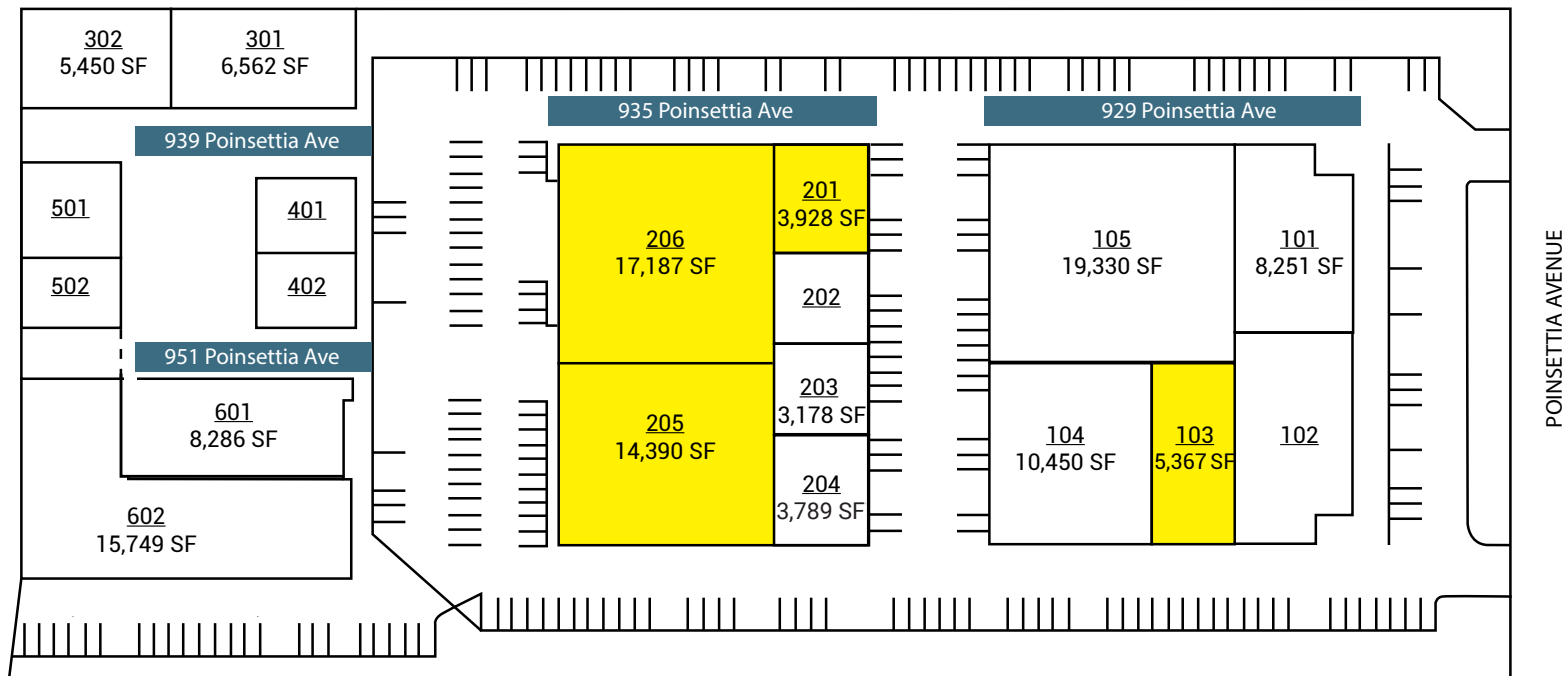 302
5,450 SF
301
6,562 SF
939 Poinsettia Ave
935 Poinsettia Ave
929 Poinsettia Ave
501
502
401
402
951 Poinsettia Ave
601
8,286 SF
602
15,749 SF
206
17,187 SF
201
3,928 SF
202
203
3,178 SF
205
14,390 SF
204
3,789 SF
105
19,330 SF
101
8,251 SF
104
10,450 SF
103
5,367 SF
102
POINSETTIA AVENUE